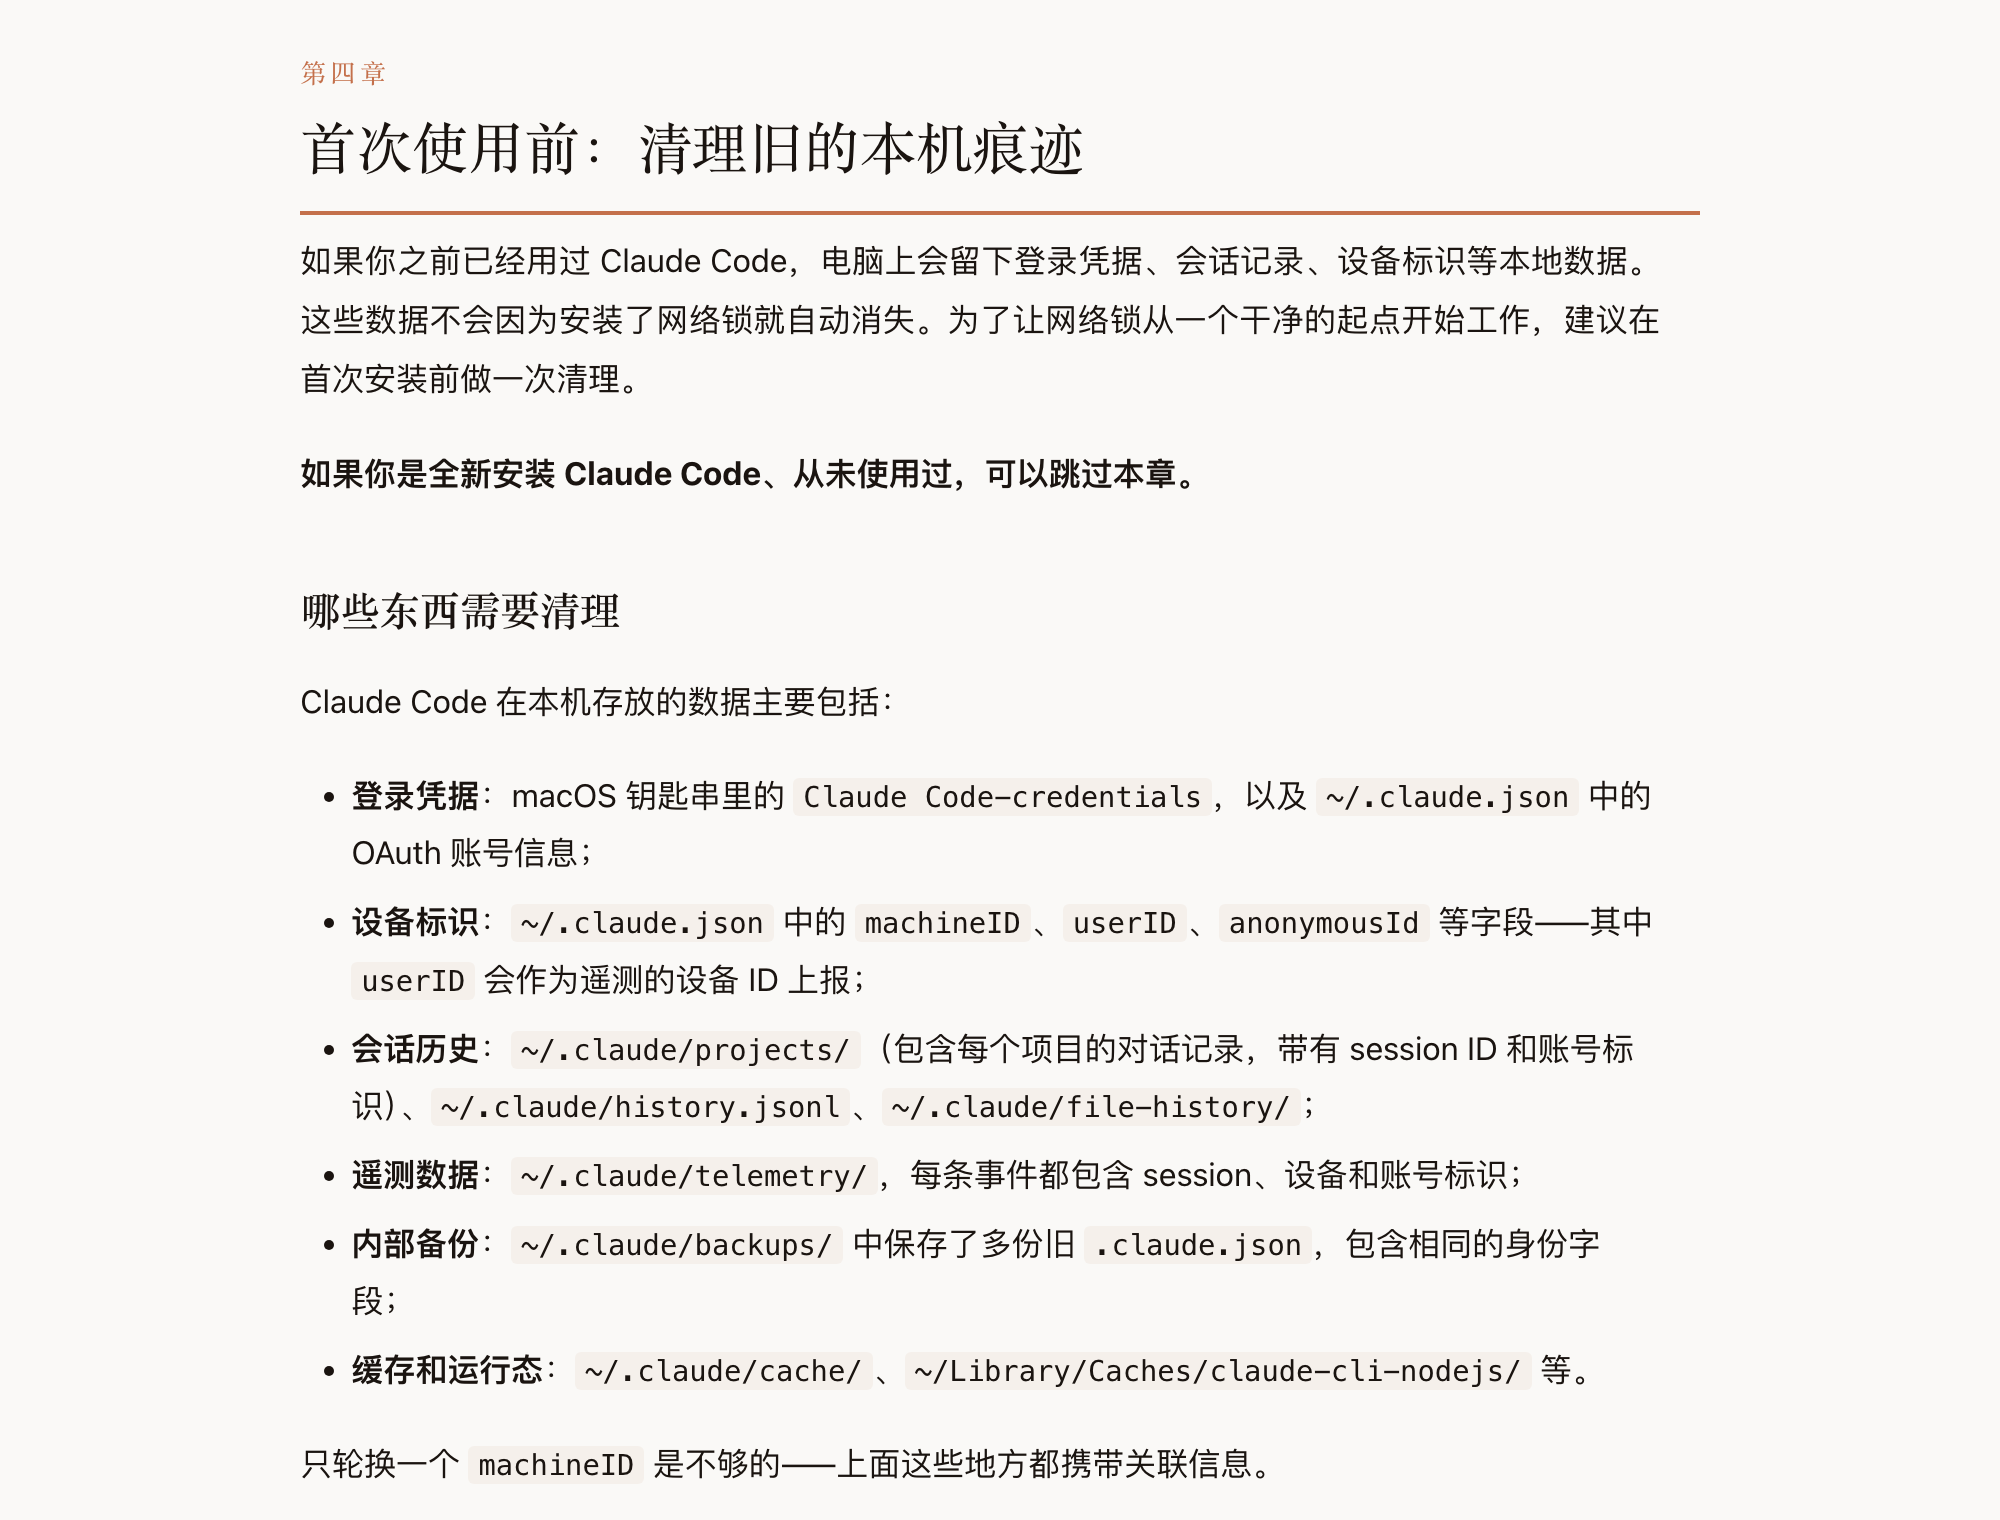 第四章
首次使用前：清理旧的本机痕迹
如果你之前已经用过 Claude Code，电脑上会留下登录凭据、会话记录、设备标识等本地数据。
这些数据不会因为安装了网络锁就自动消失。为了让网络锁从一个干净的起点开始工作，建议在
首次安装前做一次清理。
如果你是全新安装 Claude Code、从未使用过，可以跳过本章。
哪些东西需要清理
Claude Code 在本机存放的数据主要包括：
• 登录凭据：macOS 钥匙串里的 Claude Code-credentials，以及 ~/.claude.json 中的
OAuth 账号信息；
• 设备标识：~/.claude.json 中的 machineID、userID、anonymousId 等字段——其中
userID 会作为遥测的设备 ID 上报；
• 会话历史：~/.claude/projects/（包含每个项目的对话记录，带有 session ID 和账号标
识）、~/.claude/history.jsonl、~/.claude/file-history/；
• 遥测数据：~/.claude/telemetry/，每条事件都包含 session、设备和账号标识；
• 内部备份：~/.claude/backups/ 中保存了多份旧 .claude.json，包含相同的身份字
段；
• 缓存和运行态：~/.claude/cache/、~/Library/Caches/claude-cli-nodejs/ 等。
只轮换一个 machineID 是不够的——上面这些地方都携带关联信息。